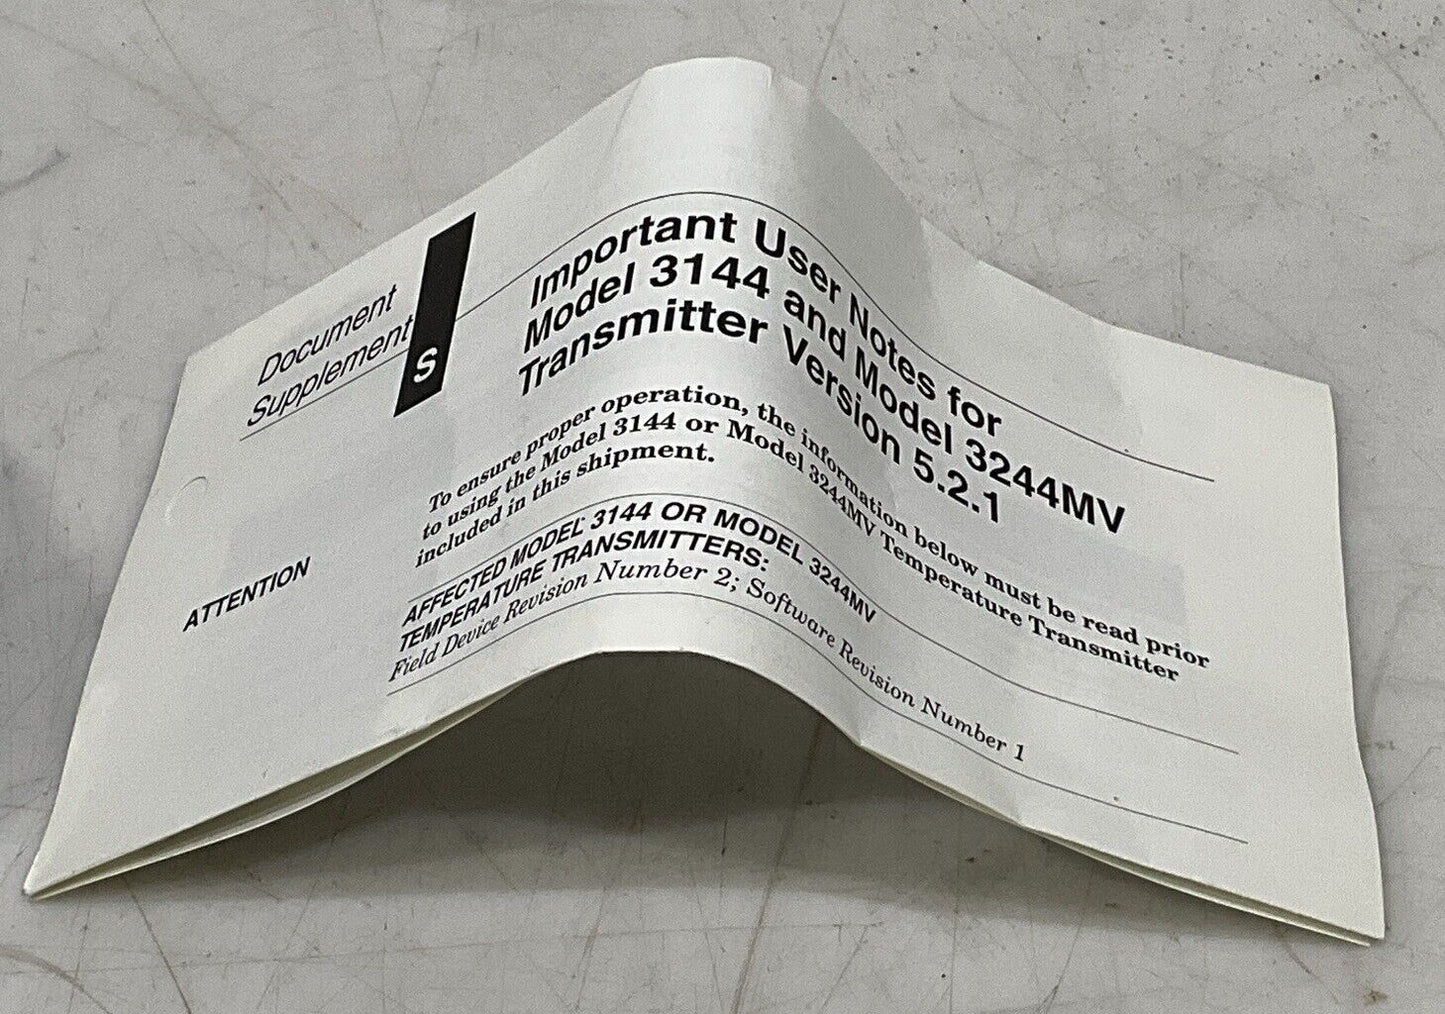 Document
Supplement
S
Important User Notes for
Model 3144 and Model 3244MV
Transmitter Version 5.2.1
To ensure proper operation, the information below must be read prior
to using the Model 3144 or Model 3244MV Temperature Transmitter
included in this shipment.
ATTENTION
AFFECTED MODEL 3144 OR MODEL 3244MV
TEMPERATURE TRANSMITTERS:
Field Device Revision Number 2; Software Revision Number 1